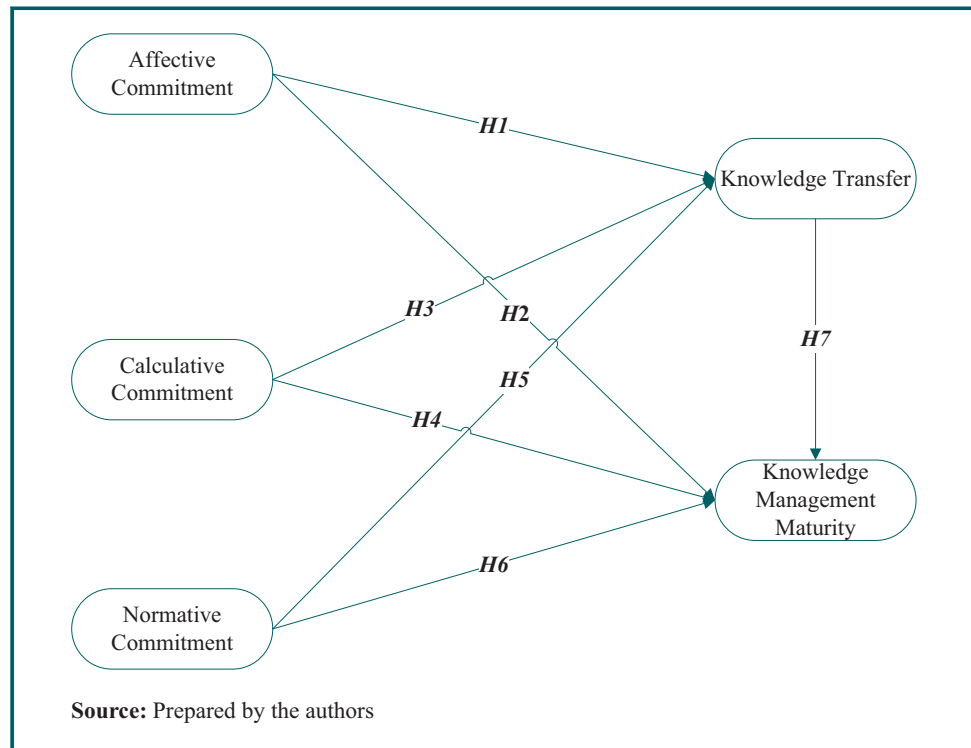 Affective
Commitment
H1
Knowledge Transfer
H3
H2
H7
Calculative
Commitment
H5
H4
Knowledge
Management
Maturity
H6
Normative
Commitment
Source: Prepared by the authors